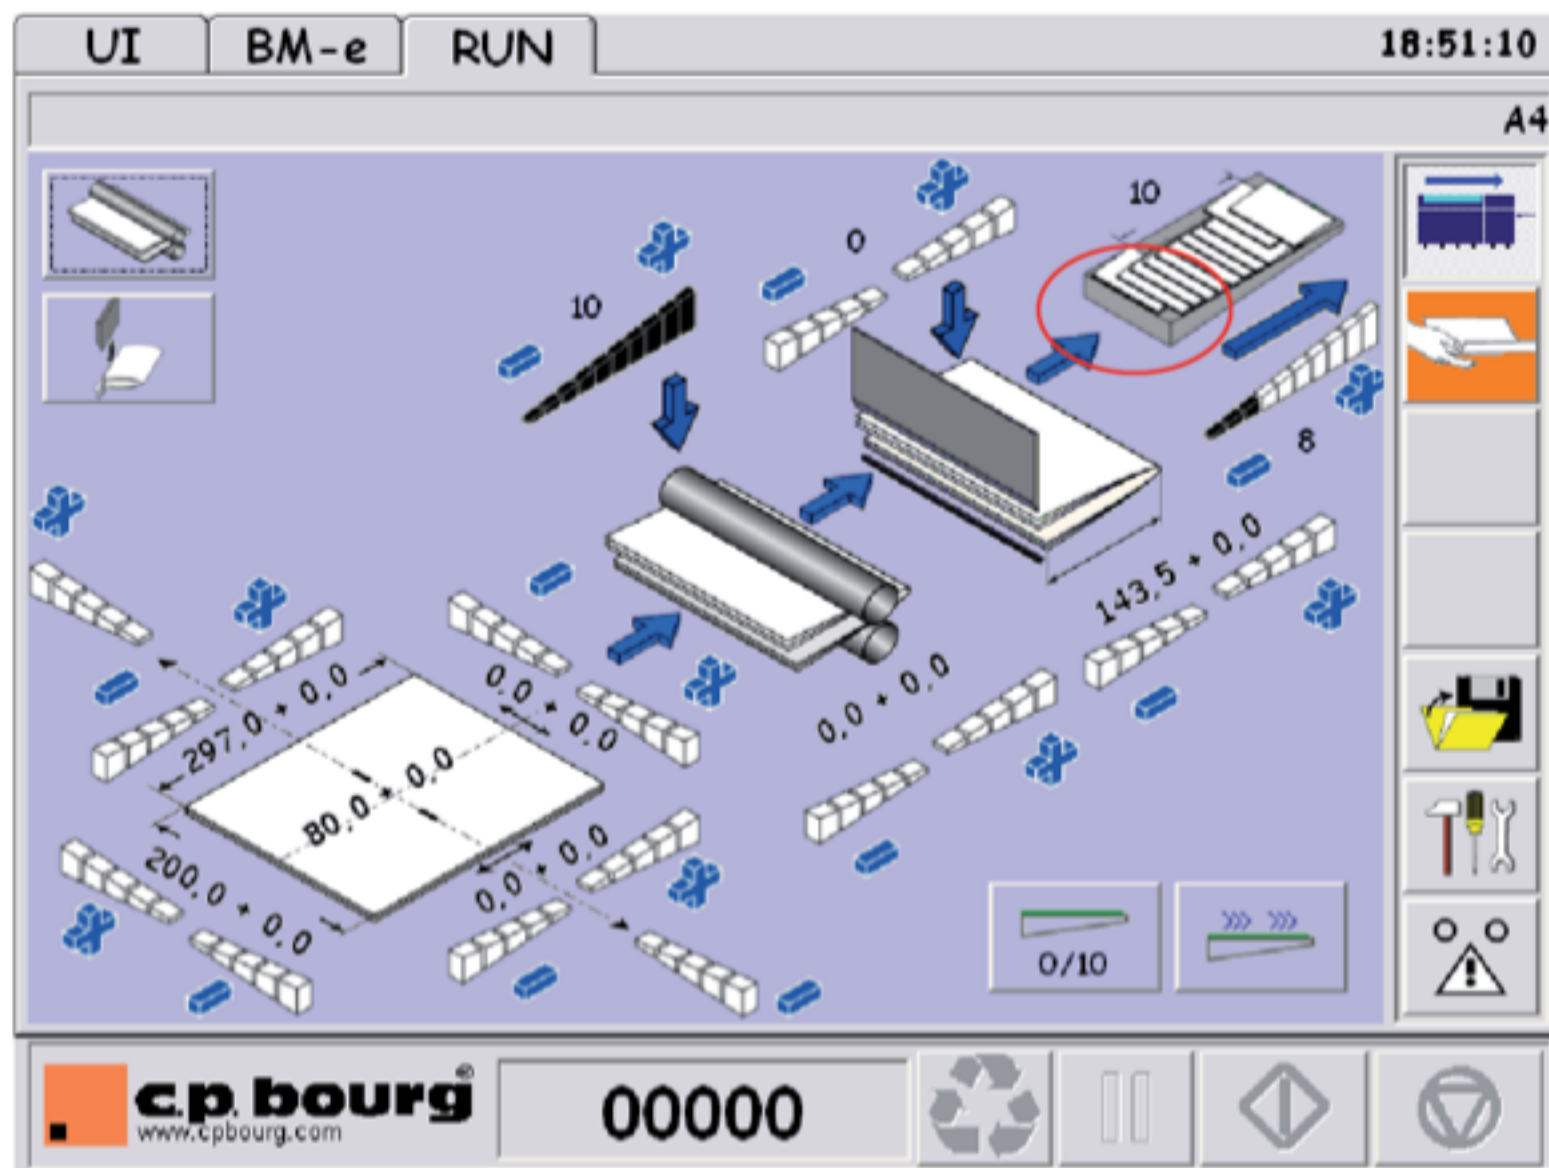 UI BM-e RUN 18:51:10
A4
10
0
10
8
143,5 + 0,0
0,0 + 0,0
0,0 + 0,0
297,0 + 0,0
80,0 + 0,0
200,0 + 0,0
0,0 + 0,0
0/10
c.p. bourg®
www.cpbourg.com
00000